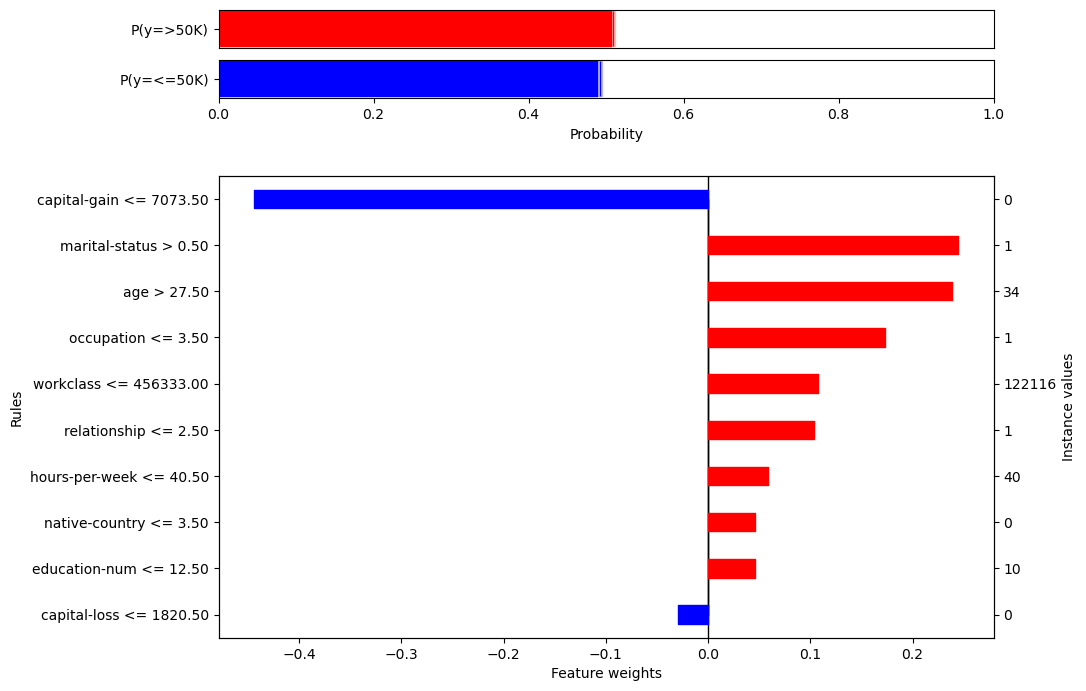 P(y=>50K)
P(y=<=50K)
0.0 0.2 0.4 0.6 0.8 1.0
Probability
Rules
capital-gain <= 7073.50 0
marital-status > 0.50 1
age > 27.50 34
occupation <= 3.50 1
workclass <= 456333.00 122116
relationship <= 2.50 1
hours-per-week <= 40.50 40
native-country <= 3.50 0
education-num <= 12.50 10
capital-loss <= 1820.50 0
Instance values
−0.4 −0.3 −0.2 −0.1 0.0 0.1 0.2
Feature weights